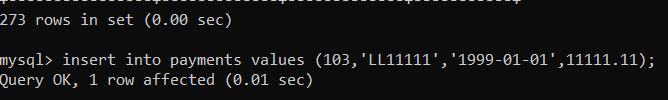 273 rows in set (0.00 sec)
mysql> insert into payments values (103,'LL11111','1999-01-01',11111.11);
Query OK, 1 row affected (0.01 sec)